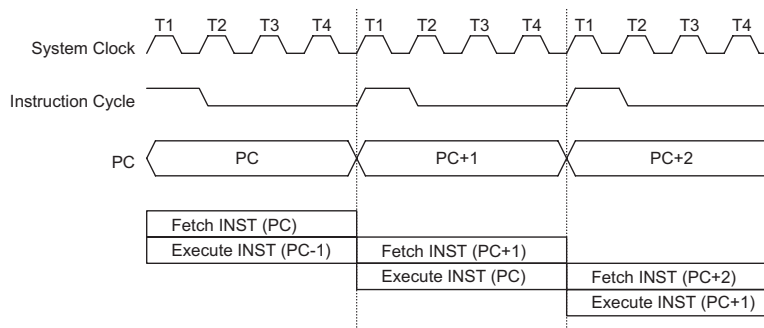 T1 T2 T3 T4 T1 T2 T3 T4 T1 T2 T3 T4
System Clock
Instruction Cycle
PC PC PC+1 PC+2
Fetch INST (PC)
Execute INST (PC-1) Fetch INST (PC+1)
Execute INST (PC) Fetch INST (PC+2)
Execute INST (PC+1)